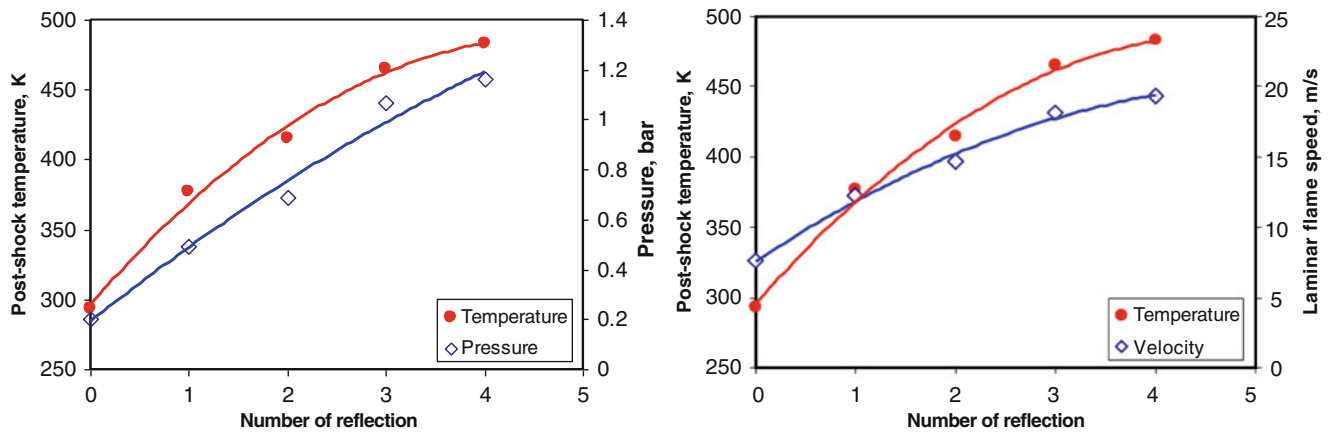 500
450
400
350
300
250
Post-shock temperature, K
1.4
1.2
1
0.8
0.6
0.4
0.2
0
Pressure, bar
Temperature
Pressure
0 1 2 3 4 5
Number of reflection
500
450
400
350
300
250
Post-shock temperature, K
25
20
15
10
5
0
Laminar flame speed, m/s
Temperature
Velocity
0 1 2 3 4 5
Number of reflection